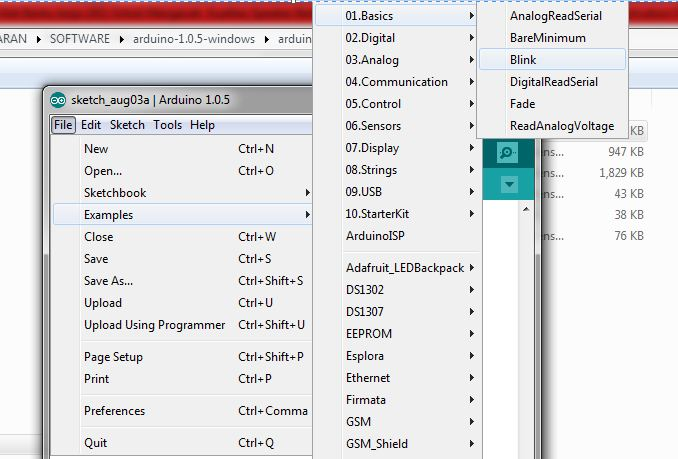 ARAN ▸ SOFTWARE ▸ arduino-1.0.5-windows ▸ arduin
sketch_aug03a | Arduino 1.0.5
File Edit Sketch Tools Help
New Ctrl+N
Open... Ctrl+O
Sketchbook
Examples
Close Ctrl+W
Save Ctrl+S
Save As... Ctrl+Shift+S
Upload Ctrl+U
Upload Using Programmer Ctrl+Shift+U
Page Setup Ctrl+Shift+P
Print Ctrl+P
Preferences Ctrl+Comma
Quit Ctrl+Q
01.Basics
02.Digital
03.Analog
04.Communication
05.Control
06.Sensors
07.Display
08.Strings
09.USB
10.StarterKit
ArduinoISP
Adafruit_LEDBackpack
DS1302
DS1307
EEPROM
Esplora
Ethernet
Firmata
GSM
GSM_Shield
AnalogReadSerial
BareMinimum
Blink
DigitalReadSerial
Fade
ReadAnalogVoltage
KB
ens... 947 KB
ens... 1,829 KB
ens... 43 KB
38 KB
ens... 76 KB